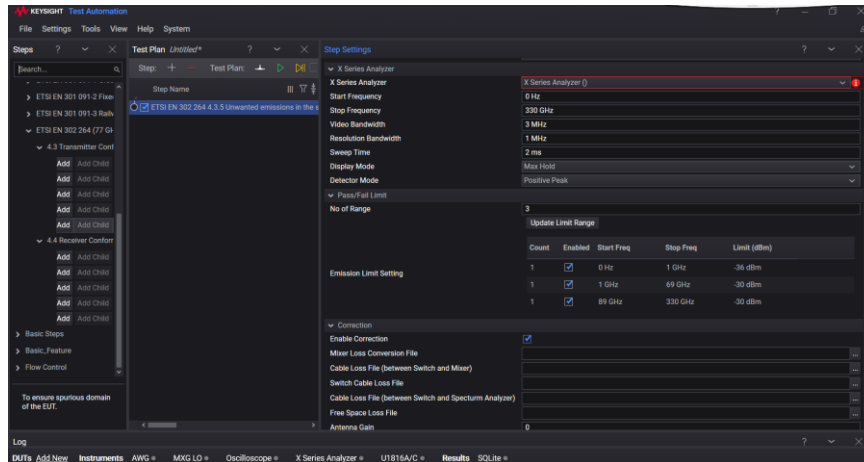 KEYSIGHT Test Automation
File Settings Tools View Help System
Steps
Test Plan Untitled*
Step Settings
Search...
Step: Test Plan:
Step Name
ETSI EN 301 091-2 Fixe
ETSI EN 301 091-3 Railw
ETSI EN 302 264 (77 GH
4.3 Transmitter Conf
Add Add Child
Add Add Child
Add Add Child
Add Add Child
4.4 Receiver Conforr
Add Add Child
Add Add Child
Add Add Child
Add Add Child
Basic Steps
Basic_Feature
Flow Control
To ensure spurious domain
of the EUT.
ETSI EN 302 264 4.3.5 Unwanted emissions in the s
X Series Analyzer
X Series Analyzer X Series Analyzer ()
Start Frequency 0 Hz
Stop Frequency 330 GHz
Video Bandwidth 3 MHz
Resolution Bandwidth 1 MHz
Sweep Time 2 ms
Display Mode Max Hold
Detector Mode Positive Peak
Pass/Fail Limit
No of Range 3
Update Limit Range
Count Enabled Start Freq Stop Freq Limit (dBm)
Emission Limit Setting
1 0 Hz 1 GHz -36 dBm
1 1 GHz 69 GHz -30 dBm
1 89 GHz 330 GHz -30 dBm
Correction
Enable Correction
Mixer Loss Conversion File ...
Cable Loss File (between Switch and Mixer) ...
Switch Cable Loss File ...
Cable Loss File (between Switch and Specturm Analyzer) ...
Free Space Loss File ...
Antenna Gain 0
Log
DUTs Add New Instruments AWG MXG LO Oscilloscope X Series Analyzer U1816A/C Results SQLite